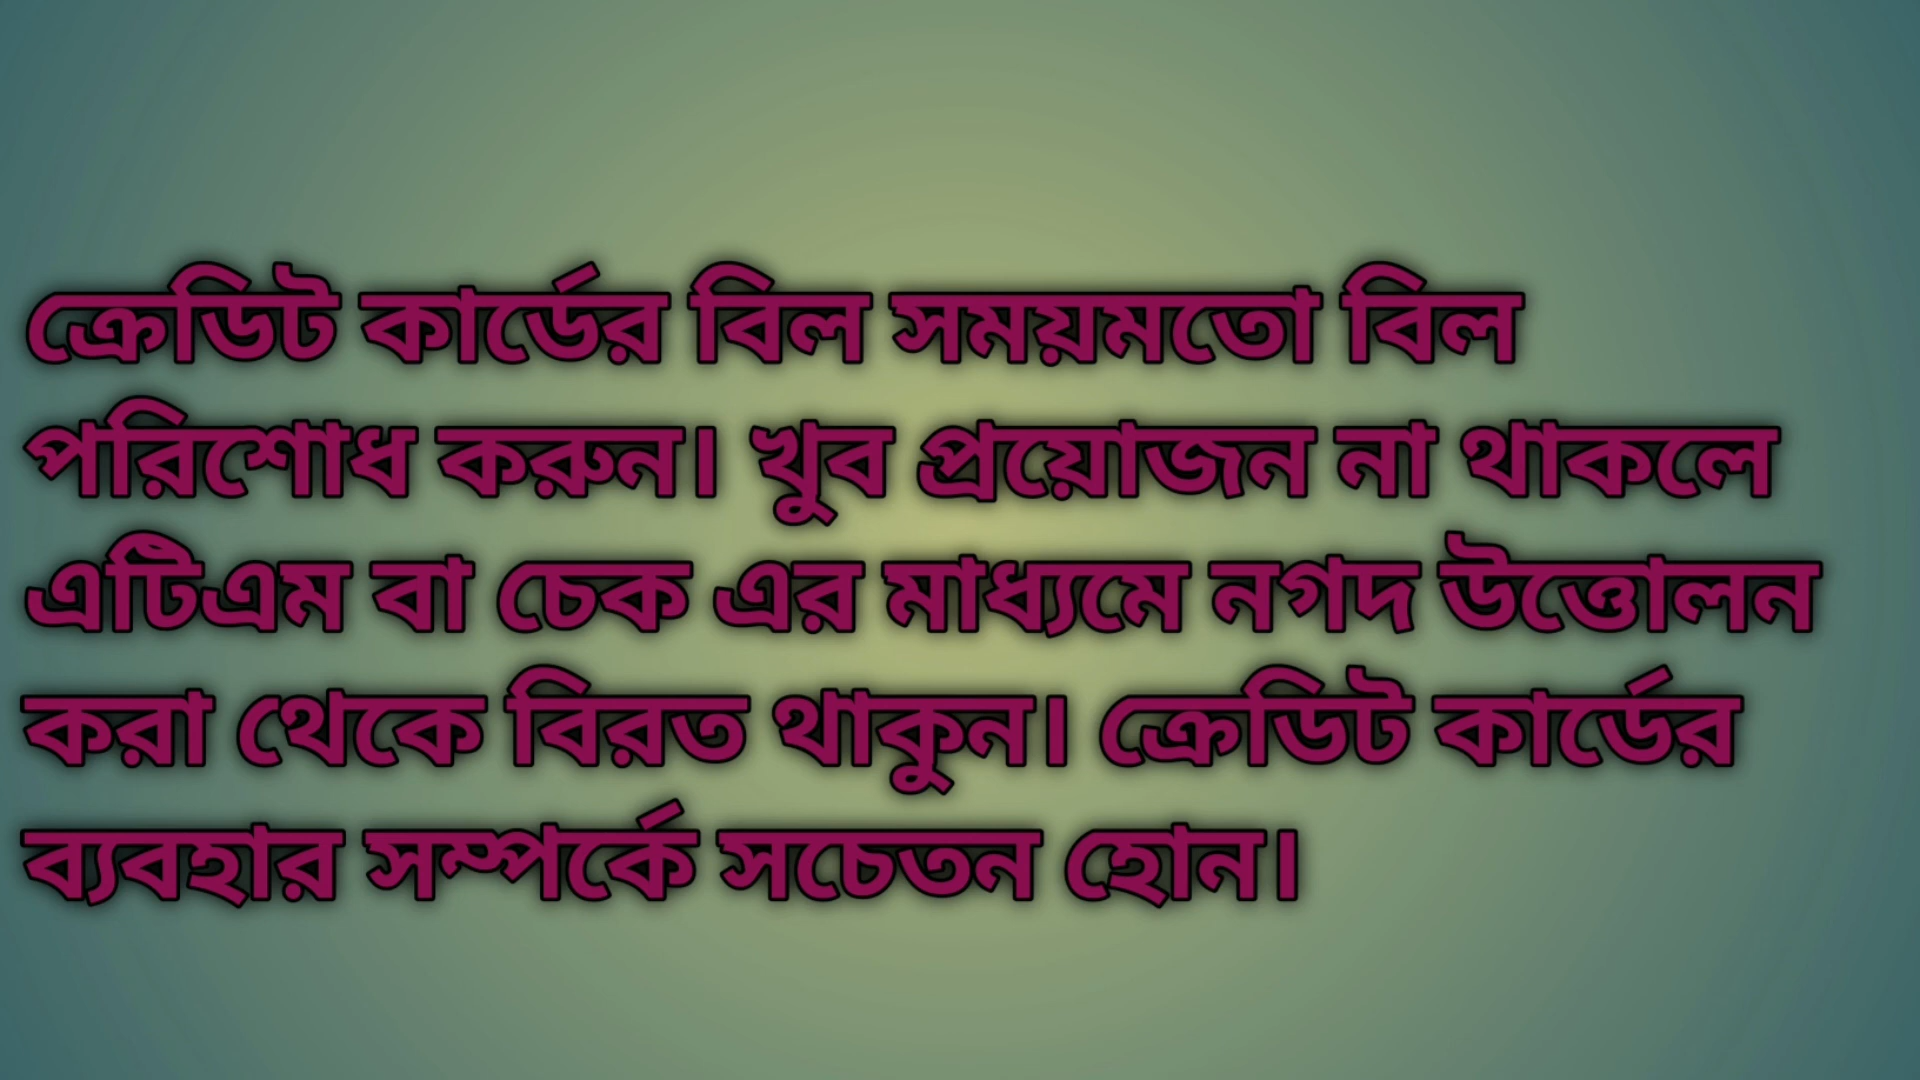 ক্রেডিট কার্ডের বিল সময়মতো বিল
পরিশোধ করুন। খুব প্রয়োজন না থাকলে
এটিএম বা চেক এর মাধ্যমে নগদ উত্তোলন
করা থেকে বিরত থাকুন। ক্রেডিট কার্ডের
ব্যবহার সম্পর্কে সচেতন হোন।